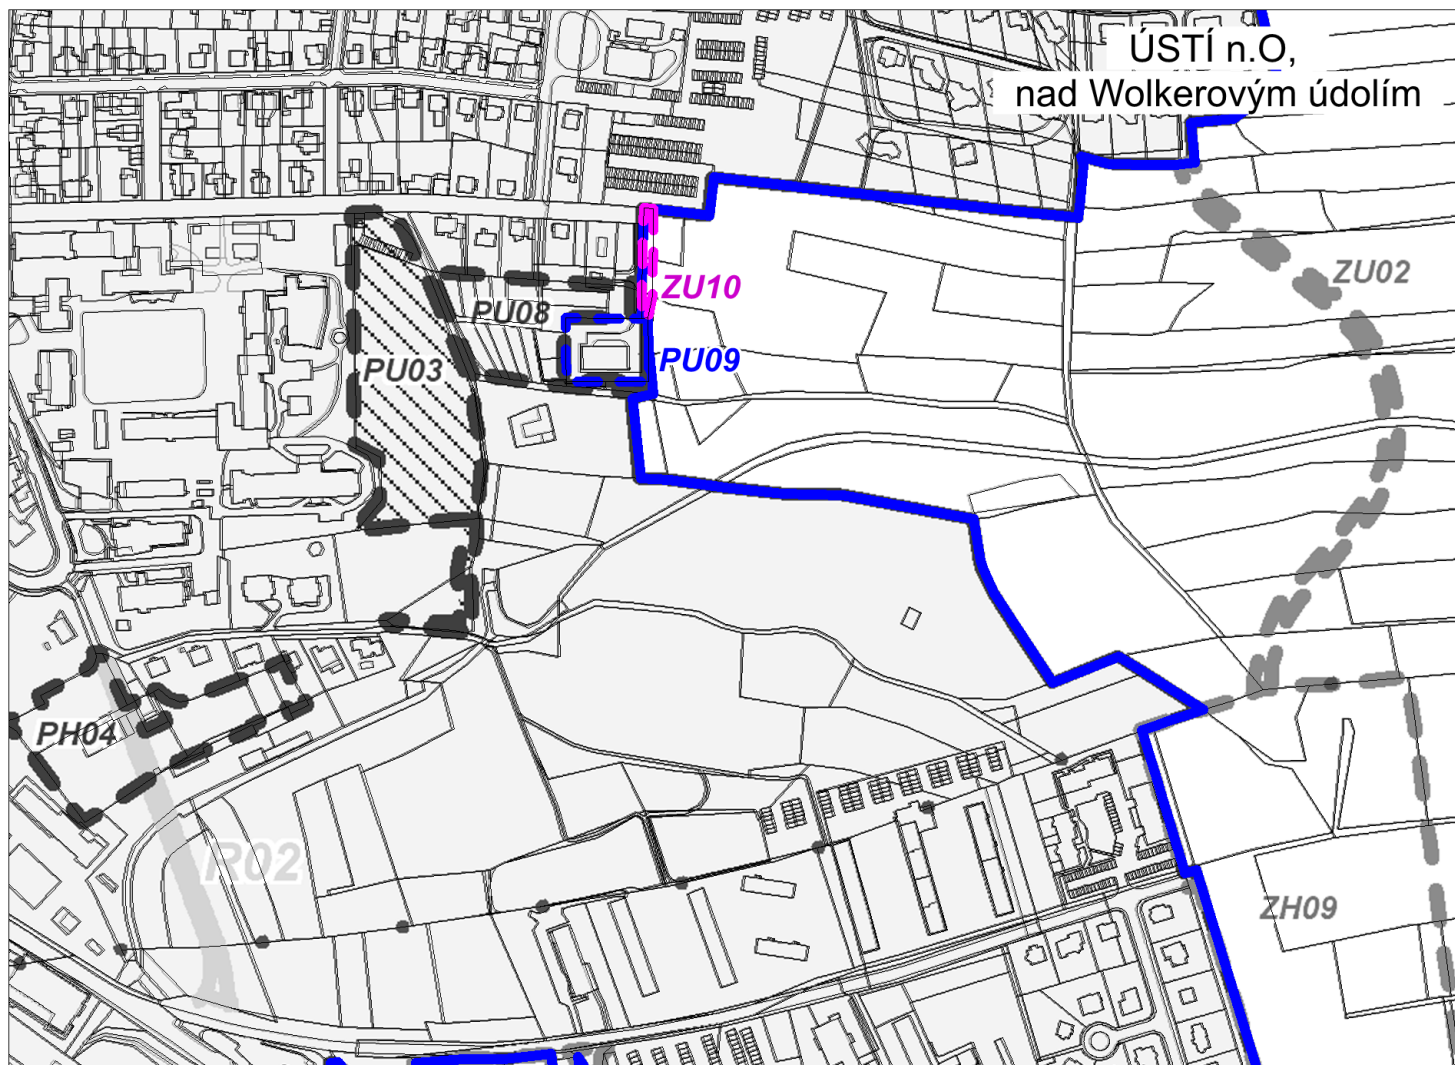 ÚSTÍ n.O,
nad Wolkerovým údolím
ZU02
ZU10
PU08
PU09
PU03
PH04
R02
ZH09